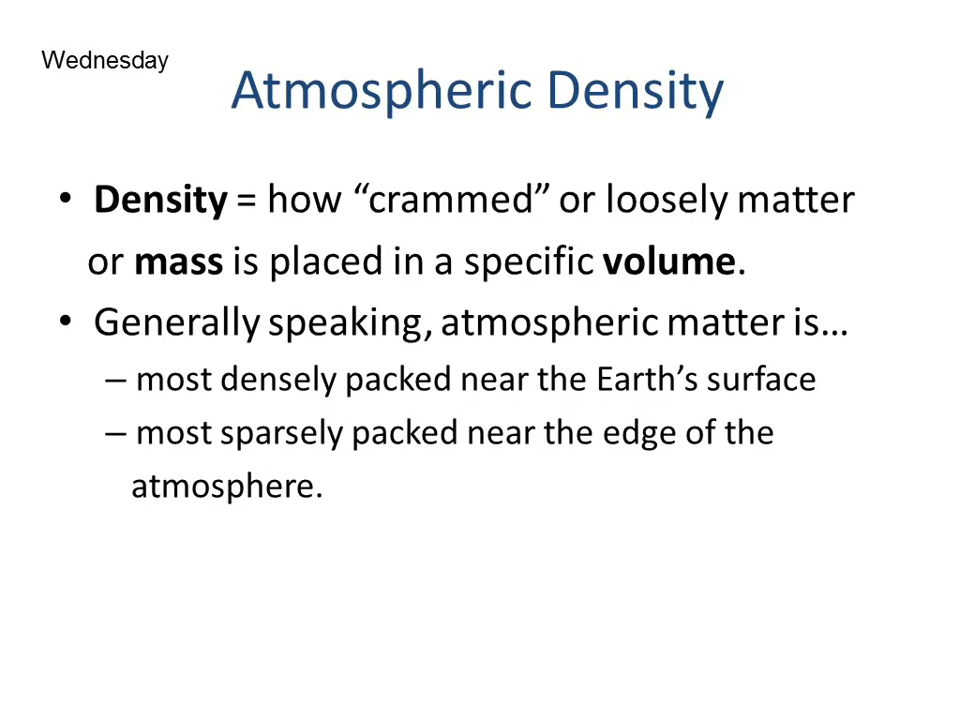 Wednesday
Atmospheric Density
• Density = how “crammed” or loosely matter
or mass is placed in a specific volume.
• Generally speaking, atmospheric matter is…
– most densely packed near the Earth’s surface
– most sparsely packed near the edge of the
atmosphere.